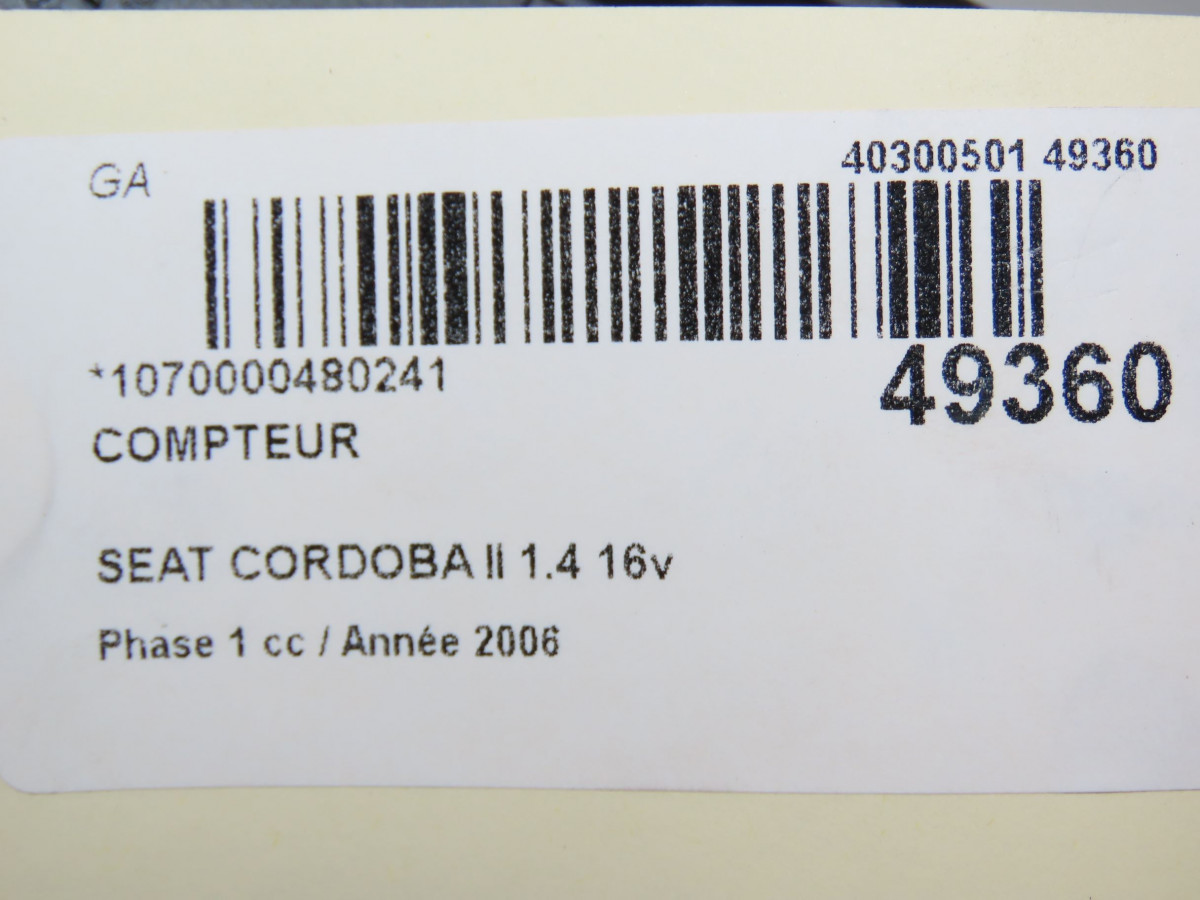 GA
40300501 49360
*1070000480241
49360
COMPTEUR
SEAT CORDOBA II 1.4 16v
Phase 1 cc / Année 2006